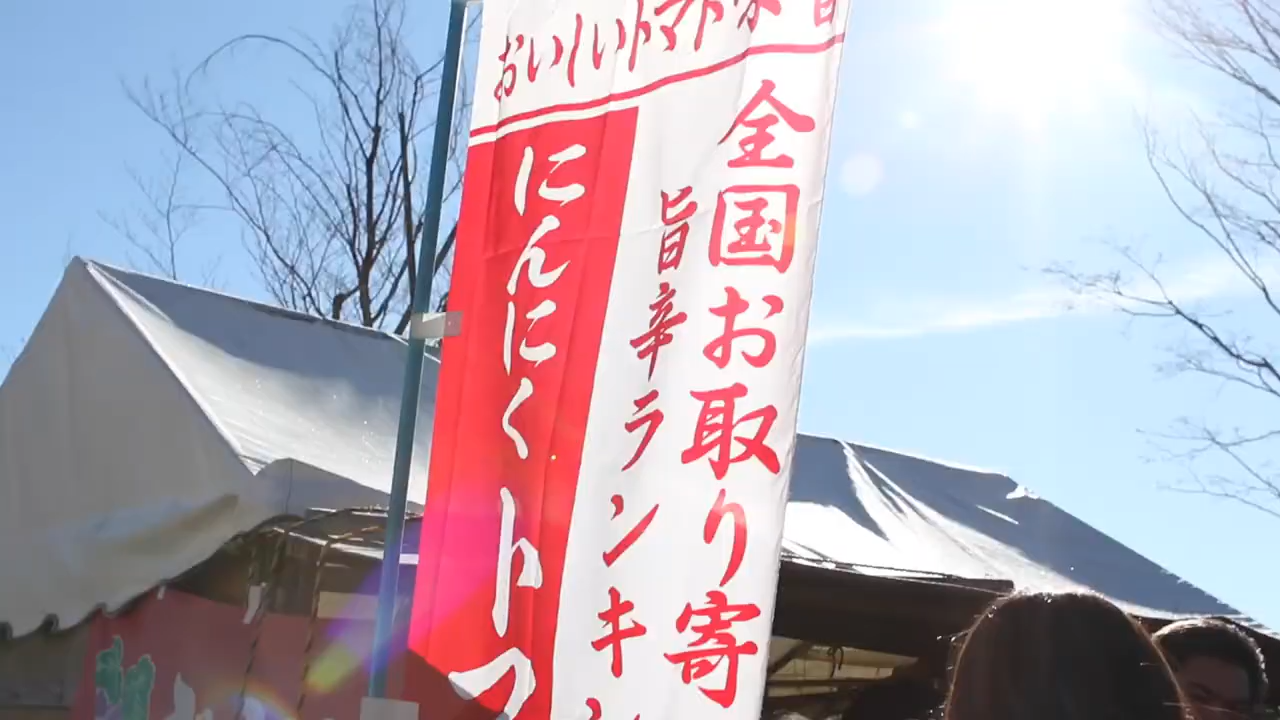 おいしいトマト
全国お取り寄
旨辛ランキ
にんにくトマ